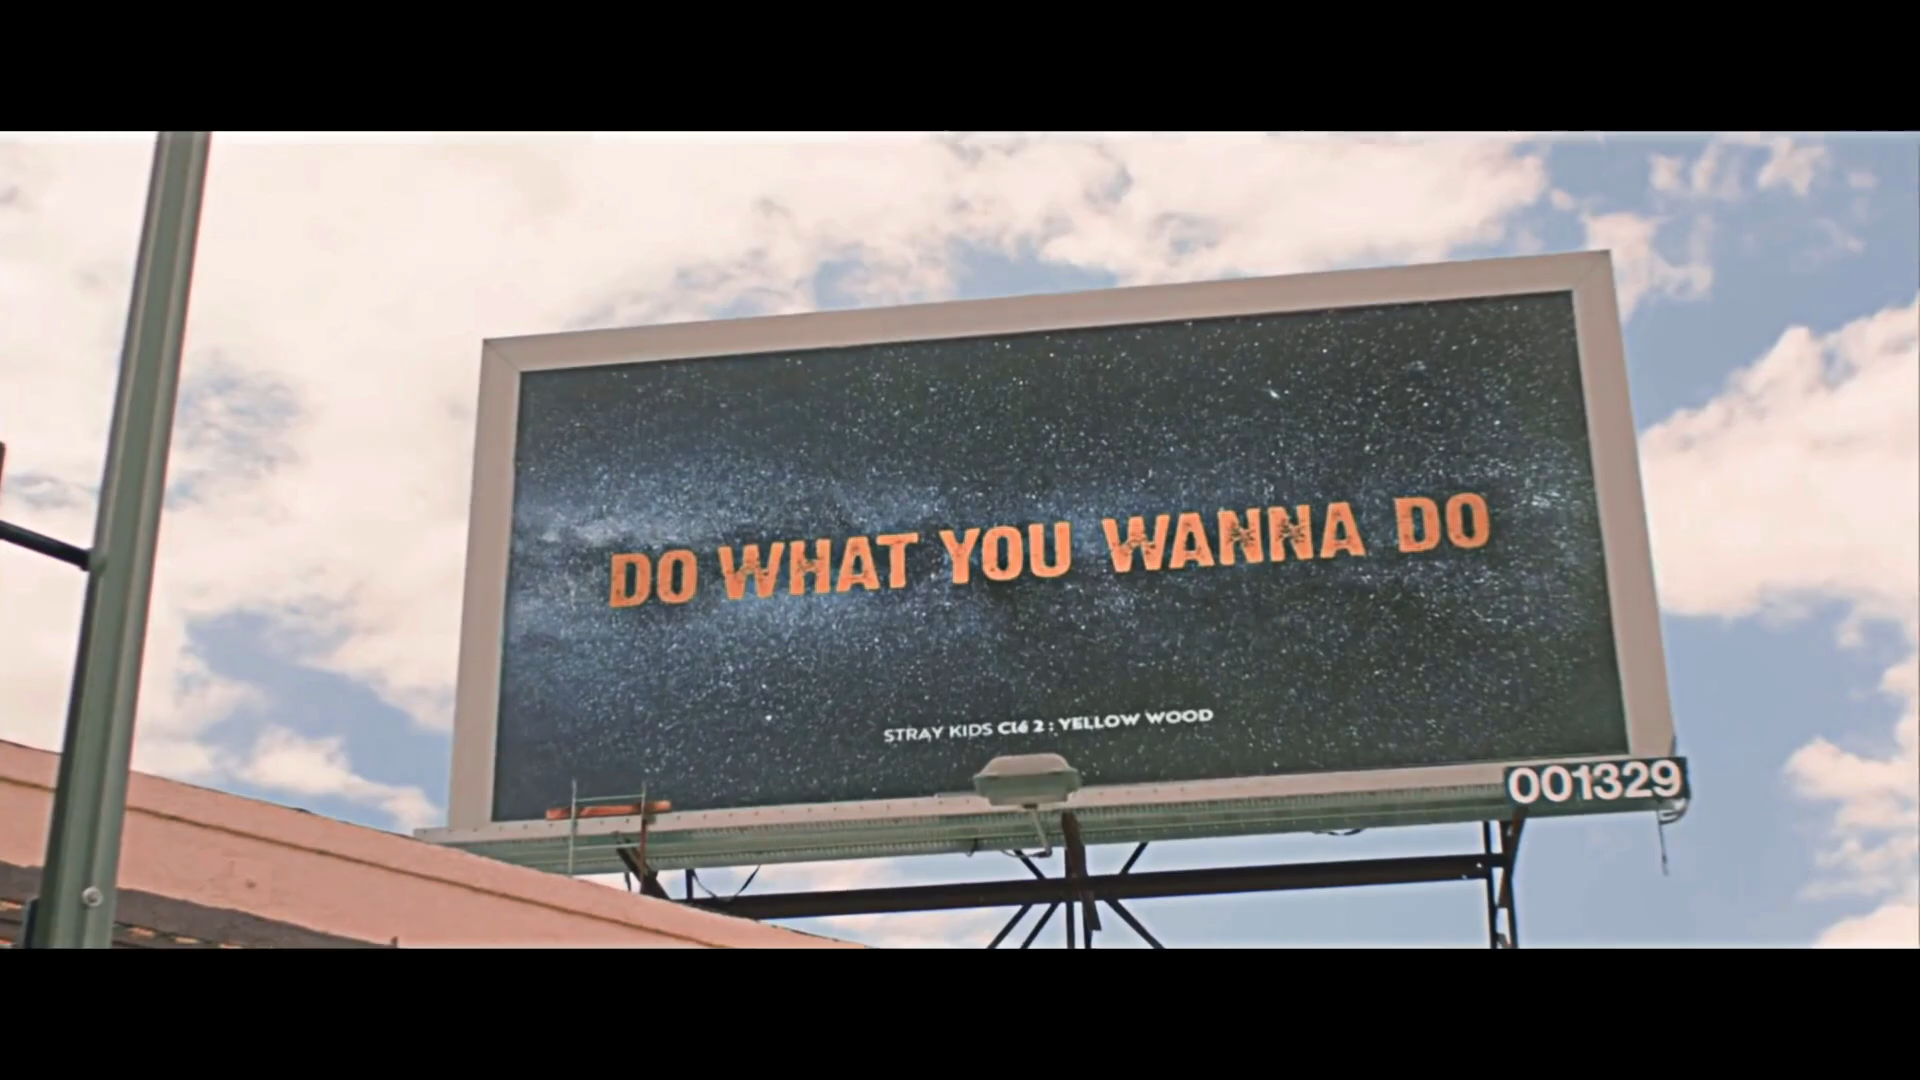 DO WHAT YOU WANNA DO
STRAY KIDS Clé 2 : YELLOW WOOD
001329